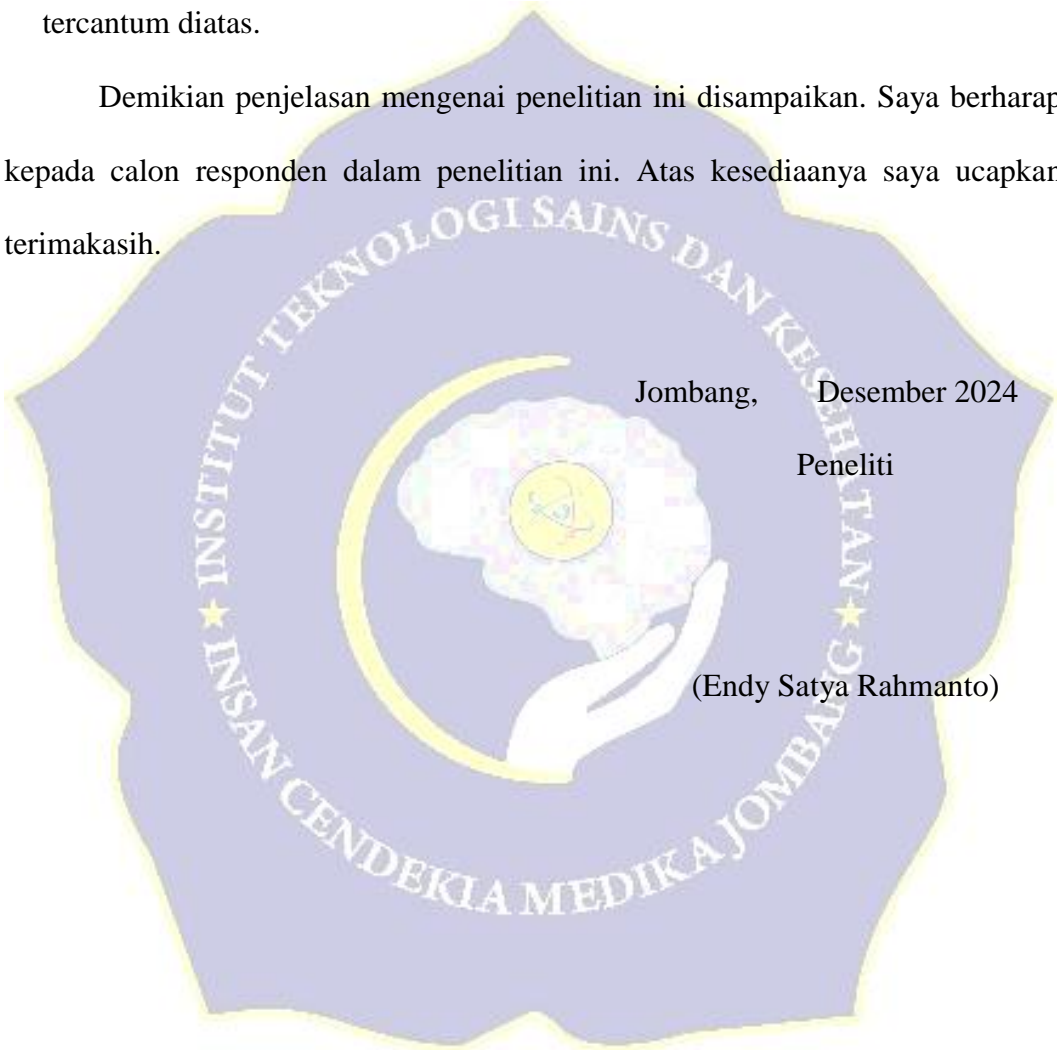 tercantum diatas.
Demikian penjelasan mengenai penelitian ini disampaikan. Saya berharap
kepada calon responden dalam penelitian ini. Atas kesediaanya saya ucapkan
terimakasih.
INSTITUT TEKNOLOGI SAINS DAN KESEHATAN
Jombang, Desember 2024
Peneliti
(Endy Satya Rahmanto)
INSAN CENDEKIA MEDIKA JOMBANG